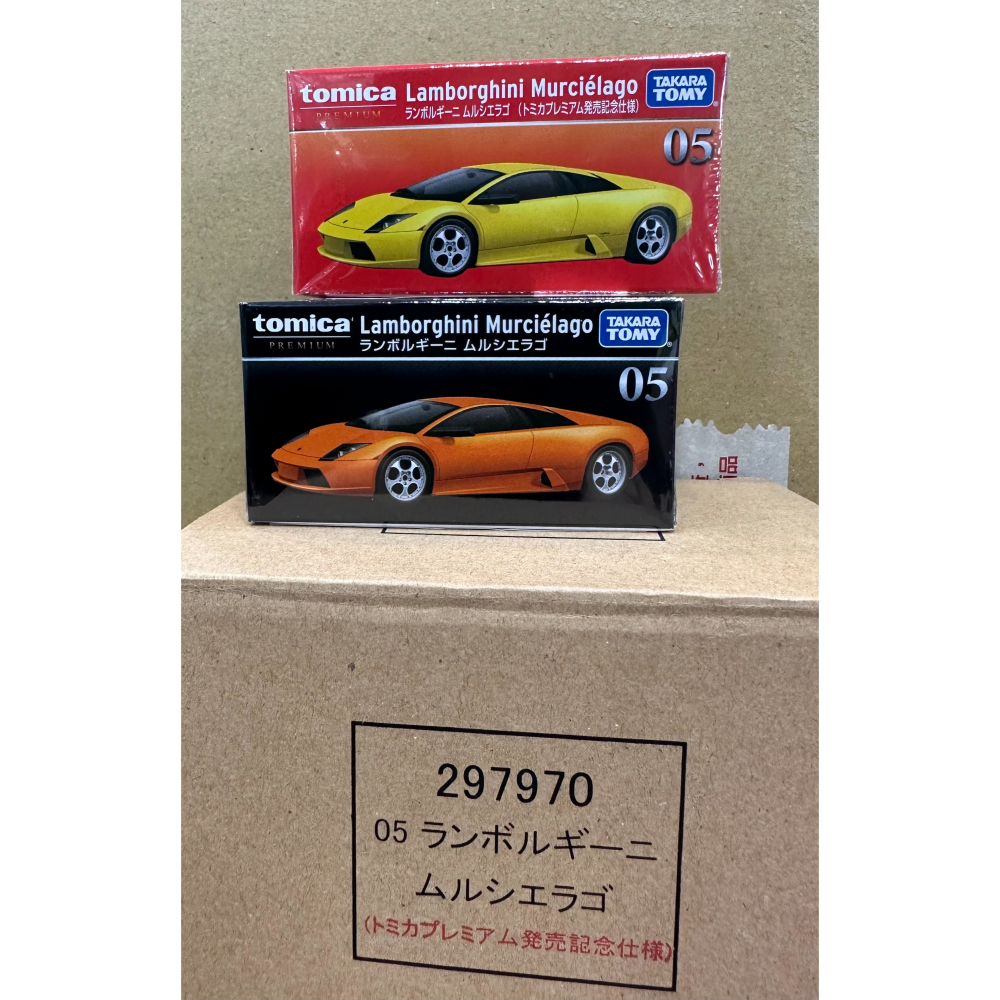 tomica Lamborghini Murciélago TAKARA TOMY
PREMIUM ランボルギーニ ムルシエラゴ (トミカプレミアム発売記念仕様)
05
tomica Lamborghini Murciélago TAKARA TOMY
PREMIUM ランボルギーニ ムルシエラゴ
05
品
297970
05 ランボルギーニ
ムルシエラゴ
(トミカプレミアム発売記念仕様)